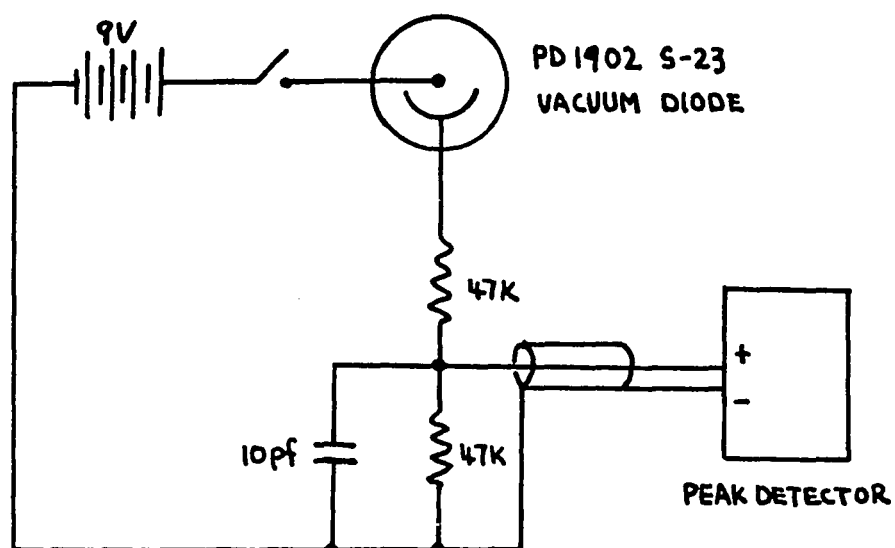 9V
PD1902 S-23
VACUUM DIODE
47K
+
-
10pf
47K
PEAK DETECTOR